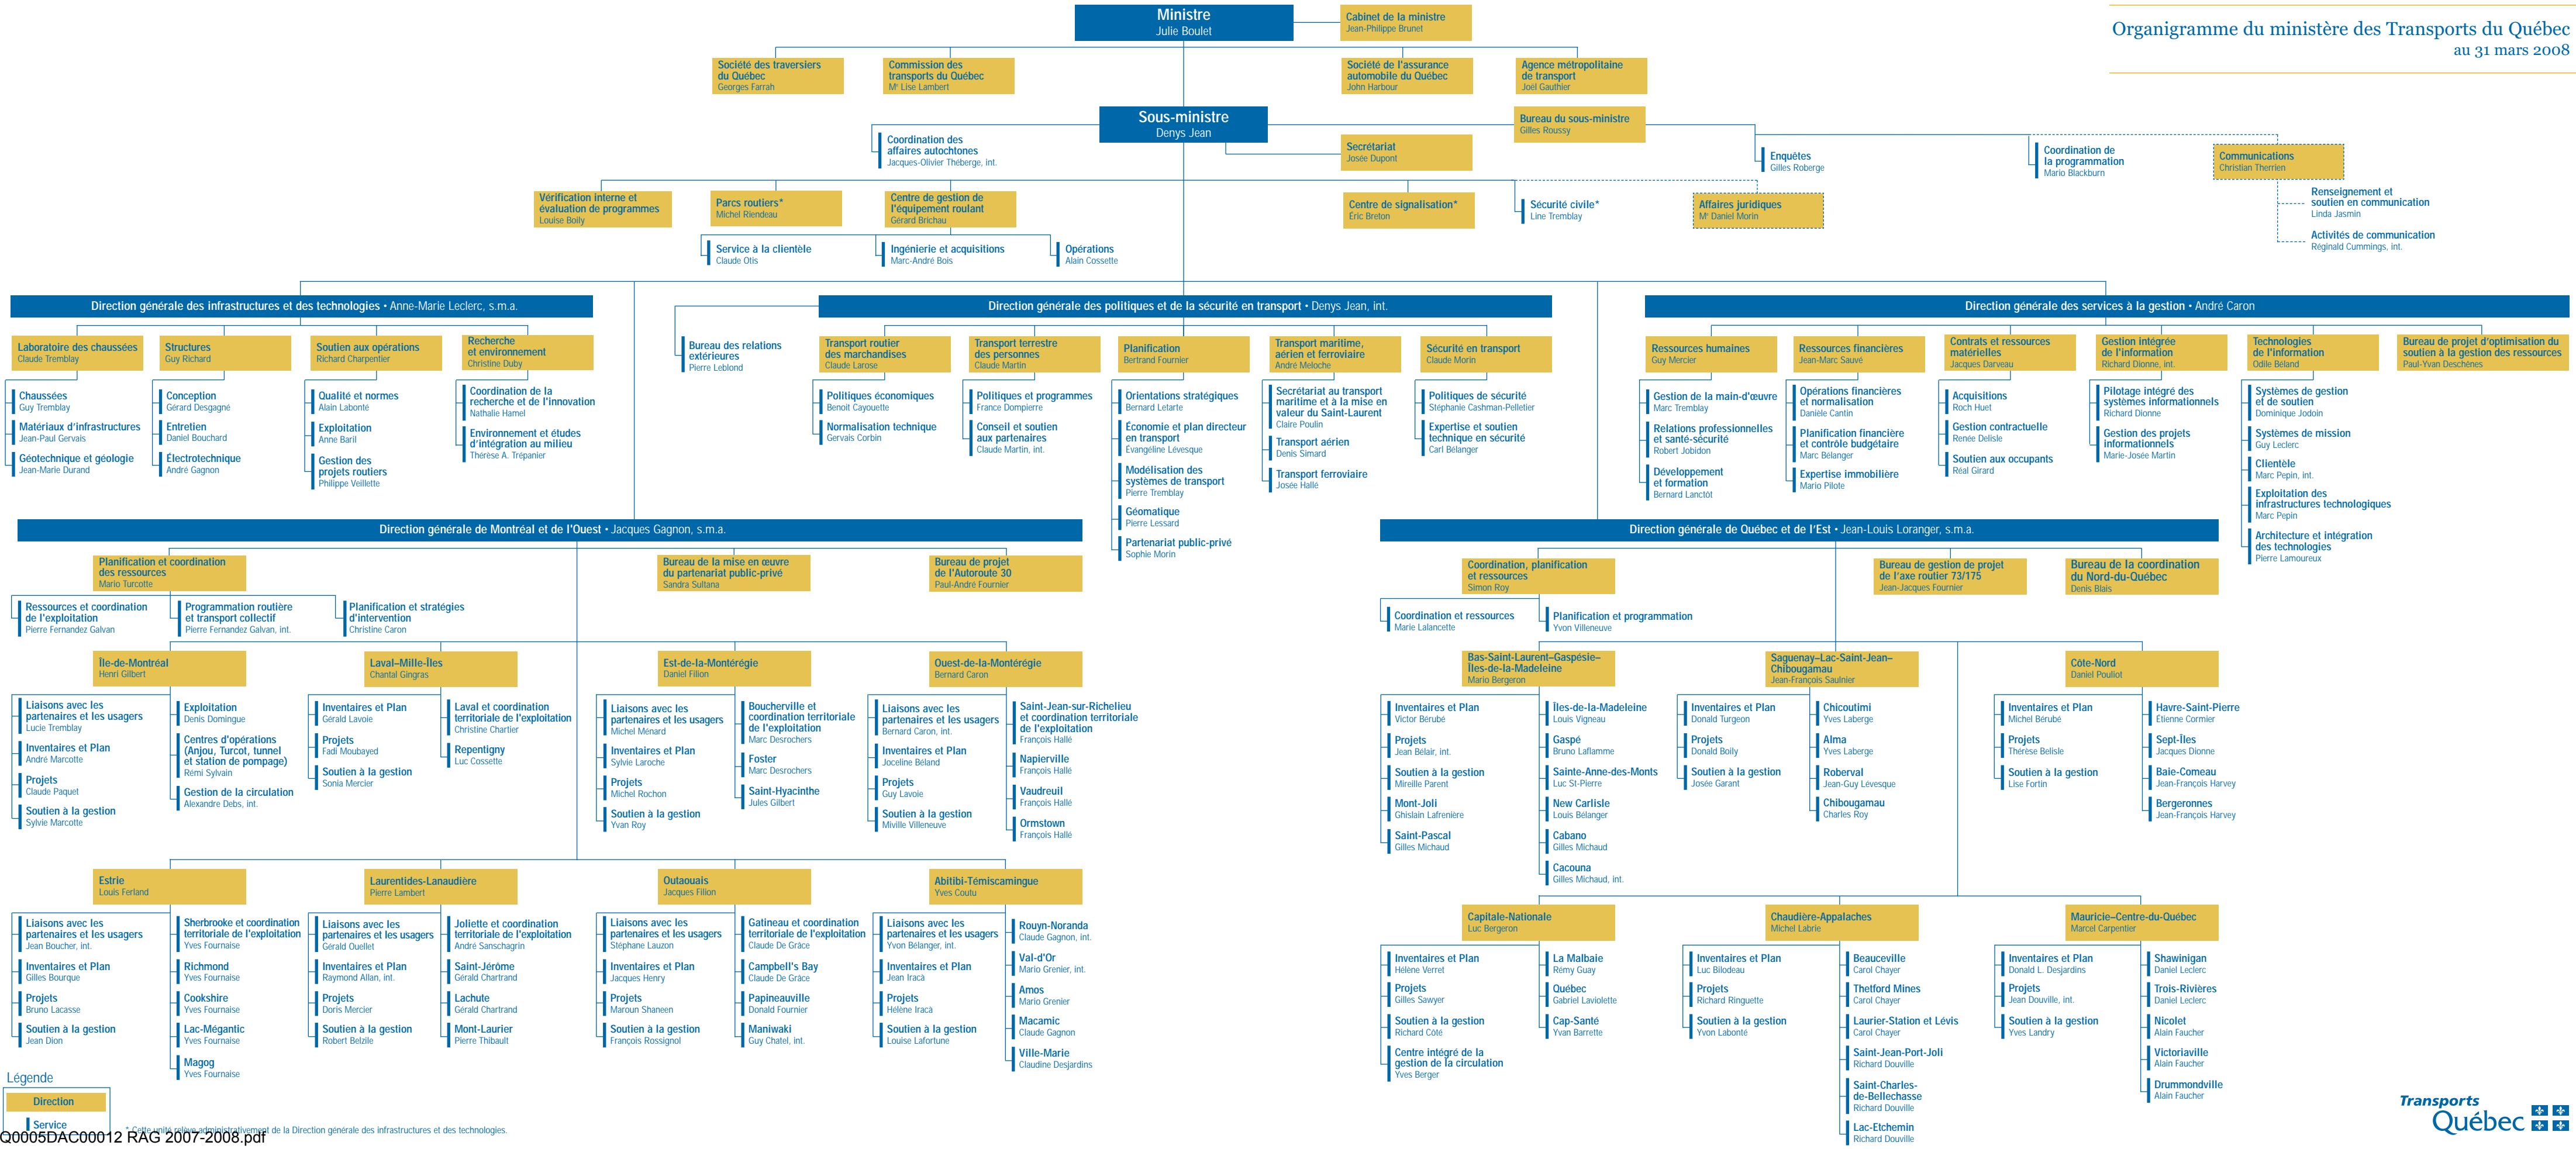 Organigramme du ministère des Transports du Québec
au 31 mars 2008
Ministre
Julie Boulet
Cabinet de la ministre
Jean-Philippe Brunet
Société des traversiers
du Québec
Georges Farrah
Commission des
transports du Québec
Me Lise Lambert
Société de l'assurance
automobile du Québec
John Harbour
Agence métropolitaine
de transport
Joël Gauthier
Sous-ministre
Denys Jean
Bureau du sous-ministre
Gilles Roussy
Coordination des
affaires autochtones
Jacques-Olivier Théberge, int.
Secrétariat
Josée Dupont
Enquêtes
Gilles Roberge
Coordination de
la programmation
Mario Blackburn
Communications
Christian Therrien
Renseignement et
soutien en communication
Linda Jasmin
Activités de communication
Réginald Cummings, int.
Vérification interne et
évaluation de programmes
Louise Boily
Parcs routiers*
Michel Riendeau
Centre de gestion de
l'équipement roulant
Gérard Brichau
Centre de signalisation*
Éric Breton
Sécurité civile*
Line Tremblay
Affaires juridiques
Me Daniel Morin
Service à la clientèle
Claude Otis
Ingénierie et acquisitions
Marc-André Bois
Opérations
Alain Cossette
Direction générale des infrastructures et des technologies • Anne-Marie Leclerc, s.m.a.
Laboratoire des chaussées
Claude Tremblay
Chaussées
Guy Tremblay
Matériaux d'infrastructures
Jean-Paul Gervais
Géotechnique et géologie
Jean-Marie Durand
Structures
Guy Richard
Conception
Gérard Desgagné
Entretien
Daniel Bouchard
Électrotechnique
André Gagnon
Soutien aux opérations
Richard Charpentier
Qualité et normes
Alain Labonté
Exploitation
Anne Baril
Gestion des
projets routiers
Philippe Veillette
Recherche
et environnement
Christine Duby
Coordination de la
recherche et de l'innovation
Nathalie Hamel
Environnement et études
d'intégration au milieu
Thérèse A. Trépanier
Direction générale des politiques et de la sécurité en transport • Denys Jean, int.
Bureau des relations
extérieures
Pierre Leblond
Transport routier
des marchandises
Claude Larose
Politiques économiques
Benoit Cayouette
Normalisation technique
Gervais Corbin
Transport terrestre
des personnes
Claude Martin
Politiques et programmes
France Dompierre
Conseil et soutien
aux partenaires
Claude Martin, int.
Planification
Bertrand Fournier
Orientations stratégiques
Bernard Letarte
Économie et plan directeur
en transport
Évangéline Lévesque
Modélisation des
systèmes de transport
Pierre Tremblay
Géomatique
Pierre Lessard
Partenariat public-privé
Sophie Morin
Transport maritime,
aérien et ferroviaire
André Meloche
Secrétariat au transport
maritime et à la mise en
valeur du Saint-Laurent
Claire Poulin
Transport aérien
Denis Simard
Transport ferroviaire
Josée Hallé
Sécurité en transport
Claude Morin
Politiques de sécurité
Stéphanie Cashman-Pelletier
Expertise et soutien
technique en sécurité
Carl Bélanger
Direction générale des services à la gestion • André Caron
Ressources humaines
Guy Mercier
Gestion de la main-d'œuvre
Marc Tremblay
Relations professionnelles
et santé-sécurité
Robert Jobidon
Développement
et formation
Bernard Lanctôt
Ressources financières
Jean-Marc Sauvé
Opérations financières
et normalisation
Danièle Cantin
Planification financière
et contrôle budgétaire
Marc Bélanger
Expertise immobilière
Mario Pilote
Contrats et ressources
matérielles
Jacques Darveau
Acquisitions
Roch Huet
Gestion contractuelle
Renée Delisle
Soutien aux occupants
Réal Girard
Gestion intégrée
de l'information
Richard Dionne, int.
Pilotage intégré des
systèmes informationnels
Richard Dionne
Gestion des projets
informationnels
Marie-Josée Martin
Technologies
de l'information
Odile Béland
Systèmes de gestion
et de soutien
Dominique Jodoin
Systèmes de mission
Guy Leclerc
Clientèle
Marc Pepin, int.
Exploitation des
infrastructures technologiques
Marc Pepin
Architecture et intégration
des technologies
Pierre Lamoureux
Bureau de projet d'optimisation du
soutien à la gestion des ressources
Paul-Yvan Deschênes
Direction générale de Montréal et de l'Ouest • Jacques Gagnon, s.m.a.
Planification et coordination
des ressources
Mario Turcotte
Bureau de la mise en œuvre
du partenariat public-privé
Sandra Sultana
Bureau de projet
de l'Autoroute 30
Paul-André Fournier
Ressources et coordination
de l'exploitation
Pierre Fernandez Galvan
Programmation routière
et transport collectif
Pierre Fernandez Galvan, int.
Planification et stratégies
d'intervention
Christine Caron
Île-de-Montréal
Henri Gilbert
Liaisons avec les
partenaires et les usagers
Lucie Tremblay
Inventaires et Plan
André Marcotte
Projets
Claude Paquet
Soutien à la gestion
Sylvie Marcotte
Exploitation
Denis Domingue
Centres d'opérations
(Anjou, Turcot, tunnel
et station de pompage)
Rémi Sylvain
Gestion de la circulation
Alexandre Debs, int.
Laval–Mille-Îles
Chantal Gingras
Inventaires et Plan
Gérald Lavoie
Projets
Fadi Moubayed
Soutien à la gestion
Sonia Mercier
Laval et coordination
territoriale de l'exploitation
Christine Chartier
Repentigny
Luc Cossette
Est-de-la-Montérégie
Daniel Filion
Liaisons avec les
partenaires et les usagers
Michel Ménard
Inventaires et Plan
Sylvie Laroche
Projets
Michel Rochon
Soutien à la gestion
Yvan Roy
Boucherville et
coordination territoriale
de l'exploitation
Marc Desrochers
Foster
Marc Desrochers
Saint-Hyacinthe
Jules Gilbert
Ouest-de-la-Montérégie
Bernard Caron
Liaisons avec les
partenaires et les usagers
Bernard Caron, int.
Inventaires et Plan
Joceline Béland
Projets
Guy Lavoie
Soutien à la gestion
Miville Villeneuve
Saint-Jean-sur-Richelieu
et coordination territoriale
de l'exploitation
François Hallé
Napierville
François Hallé
Vaudreuil
François Hallé
Ormstown
François Hallé
Estrie
Louis Ferland
Liaisons avec les
partenaires et les usagers
Jean Boucher, int.
Inventaires et Plan
Gilles Bourque
Projets
Bruno Lacasse
Soutien à la gestion
Jean Dion
Sherbrooke et coordination
territoriale de l'exploitation
Yves Fournaise
Richmond
Yves Fournaise
Cookshire
Yves Fournaise
Lac-Mégantic
Yves Fournaise
Magog
Yves Fournaise
Laurentides-Lanaudière
Pierre Lambert
Liaisons avec les
partenaires et les usagers
Gérald Ouellet
Inventaires et Plan
Raymond Allan, int.
Projets
Doris Mercier
Soutien à la gestion
Robert Belzile
Joliette et coordination
territoriale de l'exploitation
André Sanschagrin
Saint-Jérôme
Gérald Chartrand
Lachute
Gérald Chartrand
Mont-Laurier
Pierre Thibault
Outaouais
Jacques Filion
Liaisons avec les
partenaires et les usagers
Stéphane Lauzon
Inventaires et Plan
Jacques Henry
Projets
Maroun Shaneen
Soutien à la gestion
François Rossignol
Gatineau et coordination
territoriale de l'exploitation
Claude De Grâce
Campbell's Bay
Claude De Grâce
Papineauville
Donald Fournier
Maniwaki
Guy Chatel, int.
Abitibi-Témiscamingue
Yves Coutu
Liaisons avec les
partenaires et les usagers
Yvon Bélanger, int.
Inventaires et Plan
Jean Iracà
Projets
Hélène Iracà
Soutien à la gestion
Louise Lafortune
Rouyn-Noranda
Claude Gagnon, int.
Val-d'Or
Mario Grenier, int.
Amos
Mario Grenier
Macamic
Claude Gagnon
Ville-Marie
Claudine Desjardins
Direction générale de Québec et de l'Est • Jean-Louis Loranger, s.m.a.
Coordination, planification
et ressources
Simon Roy
Bureau de gestion de projet
de l'axe routier 73/175
Jean-Jacques Fournier
Bureau de la coordination
du Nord-du-Québec
Denis Blais
Coordination et ressources
Marie Lalancette
Planification et programmation
Yvon Villeneuve
Bas-Saint-Laurent–Gaspésie–
Îles-de-la-Madeleine
Mario Bergeron
Inventaires et Plan
Victor Bérubé
Projets
Jean Bélair, int.
Soutien à la gestion
Mireille Parent
Mont-Joli
Ghislain Lafrenière
Saint-Pascal
Gilles Michaud
Îles-de-la-Madeleine
Louis Vigneau
Gaspé
Bruno Laflamme
Sainte-Anne-des-Monts
Luc St-Pierre
New Carlisle
Louis Bélanger
Cabano
Gilles Michaud
Cacouna
Gilles Michaud, int.
Saguenay–Lac-Saint-Jean–
Chibougamau
Jean-François Saulnier
Inventaires et Plan
Donald Turgeon
Projets
Donald Boily
Soutien à la gestion
Josée Garant
Chicoutimi
Yves Laberge
Alma
Yves Laberge
Roberval
Jean-Guy Lévesque
Chibougamau
Charles Roy
Côte-Nord
Daniel Pouliot
Inventaires et Plan
Michel Bérubé
Projets
Thérèse Belisle
Soutien à la gestion
Lise Fortin
Havre-Saint-Pierre
Étienne Cormier
Sept-Îles
Jacques Dionne
Baie-Comeau
Jean-François Harvey
Bergeronnes
Jean-François Harvey
Capitale-Nationale
Luc Bergeron
Inventaires et Plan
Hélène Verret
Projets
Gilles Sawyer
Soutien à la gestion
Richard Côté
Centre intégré de la
gestion de la circulation
Yves Berger
La Malbaie
Rémy Guay
Québec
Gabriel Laviolette
Cap-Santé
Yvan Barrette
Chaudière-Appalaches
Michel Labrie
Inventaires et Plan
Luc Bilodeau
Projets
Richard Ringuette
Soutien à la gestion
Yvon Labonté
Beauceville
Carol Chayer
Thetford Mines
Carol Chayer
Laurier-Station et Lévis
Carol Chayer
Saint-Jean-Port-Joli
Richard Douville
Saint-Charles-
de-Bellechasse
Richard Douville
Lac-Etchemin
Richard Douville
Mauricie–Centre-du-Québec
Marcel Carpentier
Inventaires et Plan
Donald L. Desjardins
Projets
Jean Douville, int.
Soutien à la gestion
Yves Landry
Shawinigan
Daniel Leclerc
Trois-Rivières
Daniel Leclerc
Nicolet
Alain Faucher
Victoriaville
Alain Faucher
Drummondville
Alain Faucher
Légende
Direction
Service
* Cette unité relève administrativement de la Direction générale des infrastructures et des technologies.
Q0005DAC00012 RAG 2007-2008.pdf
Transports
Québec